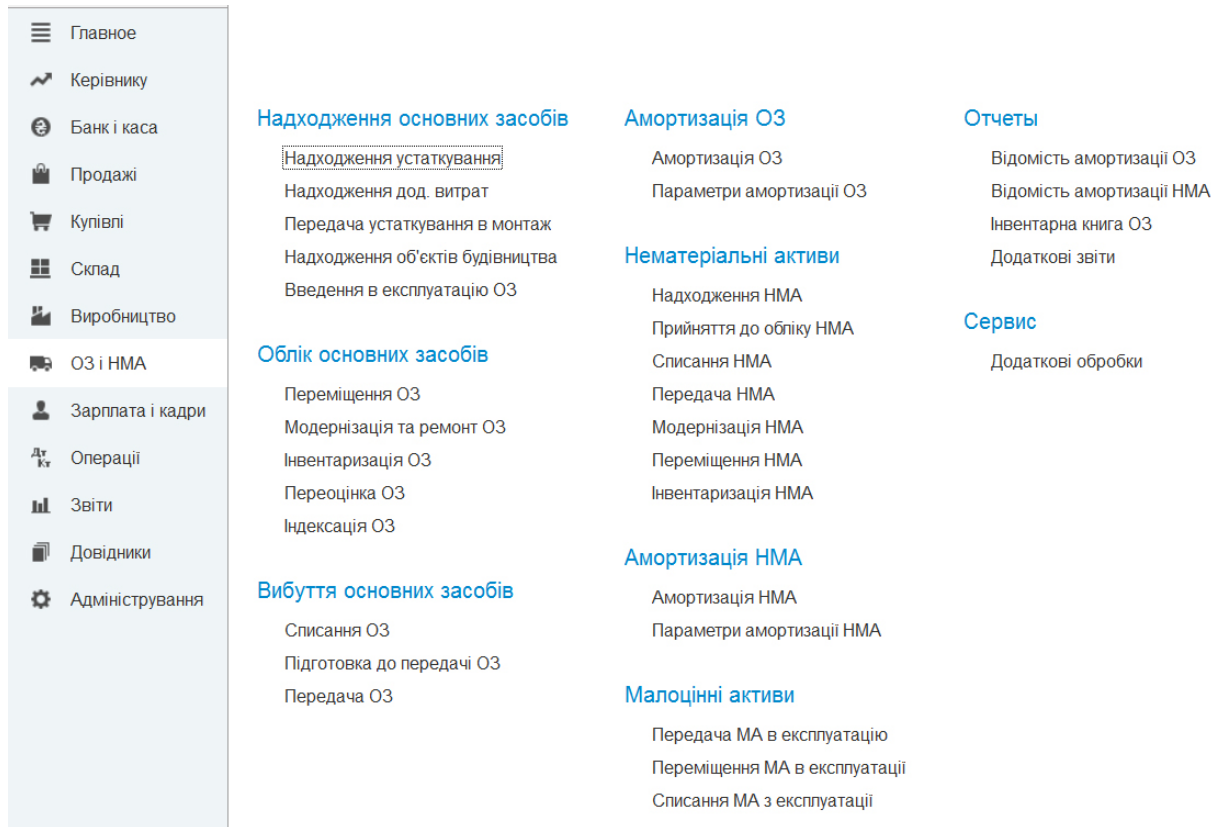 Главное
Керівнику
Банк і каса
Продажі
Купівлі
Склад
Виробництво
ОЗ і НМА
Зарплата і кадри
Дт Кт
Операції
Звіти
Довідники
Адміністрування
Надходження основних засобів
Надходження устаткування
Надходження дод. витрат
Передача устаткування в монтаж
Надходження об'єктів будівництва
Введення в експлуатацію ОЗ
Облік основних засобів
Переміщення ОЗ
Модернізація та ремонт ОЗ
Інвентаризація ОЗ
Переоцінка ОЗ
Індексація ОЗ
Вибуття основних засобів
Списання ОЗ
Підготовка до передачі ОЗ
Передача ОЗ
Амортизація ОЗ
Амортизація ОЗ
Параметри амортизації ОЗ
Нематеріальні активи
Надходження НМА
Прийняття до обліку НМА
Списання НМА
Передача НМА
Модернізація НМА
Переміщення НМА
Інвентаризація НМА
Амортизація НМА
Амортизація НМА
Параметри амортизації НМА
Малоцінні активи
Передача МА в експлуатацію
Переміщення МА в експлуатації
Списання МА з експлуатації
Отчеты
Відомість амортизації ОЗ
Відомість амортизації НМА
Інвентарна книга ОЗ
Додаткові звіти
Сервис
Додаткові обробки